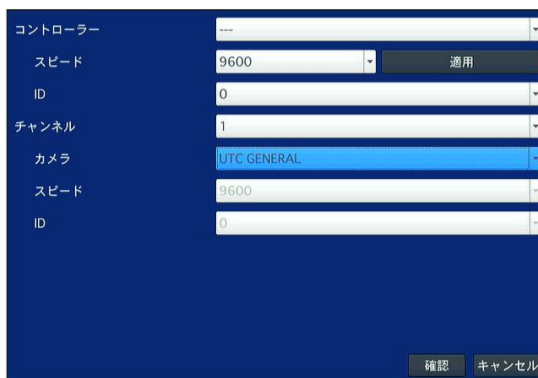 コントローラー ---
スピード 9600 適用
ID 0
チャンネル 1
カメラ UTC GENERAL
スピード 9600
ID 0
確認 キャンセル